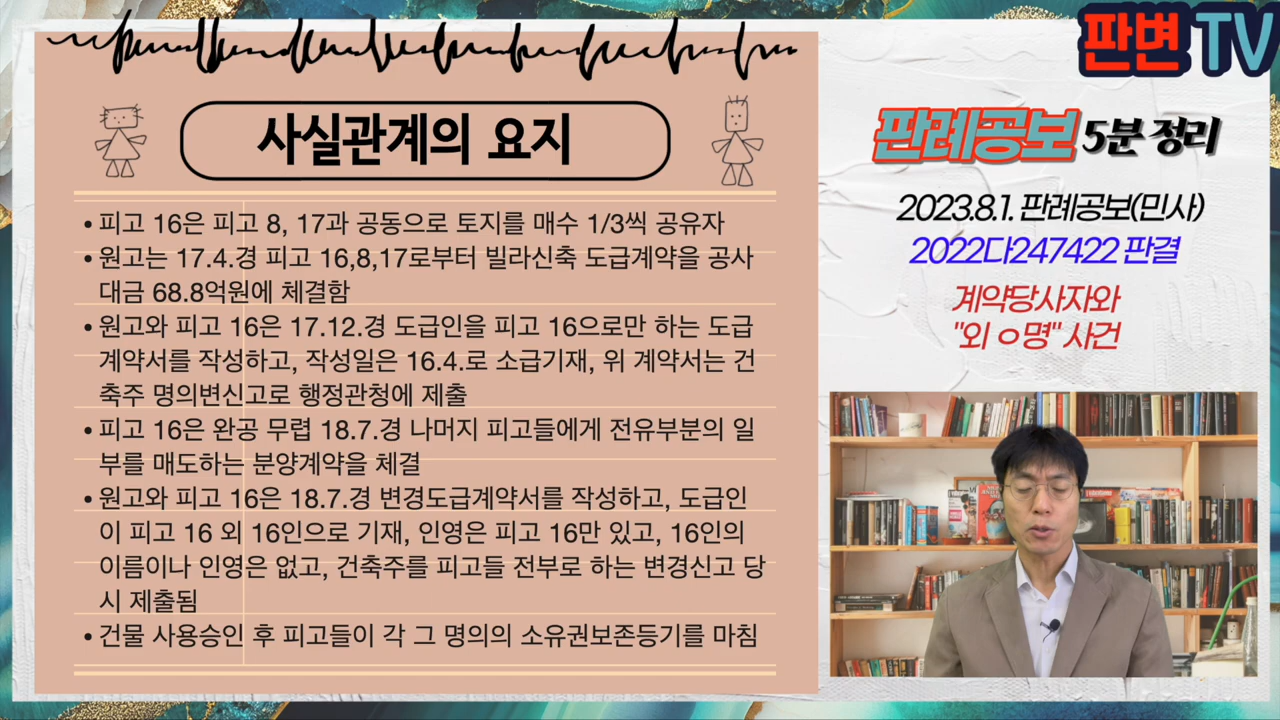 판변 TV
사실관계의 요지
• 피고 16은 피고 8, 17과 공동으로 토지를 매수 1/3씩 공유자
• 원고는 17.4.경 피고 16,8,17로부터 빌라신축 도급계약을 공사
대금 68.8억원에 체결함
• 원고와 피고 16은 17.12.경 도급인을 피고 16으로만 하는 도급
계약서를 작성하고, 작성일은 16.4.로 소급기재, 위 계약서는 건
축주 명의변신고로 행정관청에 제출
• 피고 16은 완공 무렵 18.7.경 나머지 피고들에게 전유부분의 일
부를 매도하는 분양계약을 체결
• 원고와 피고 16은 18.7.경 변경도급계약서를 작성하고, 도급인
이 피고 16 외 16인으로 기재, 인영은 피고 16만 있고, 16인의
이름이나 인영은 없고, 건축주를 피고들 전부로 하는 변경신고 당
시 제출됨
• 건물 사용승인 후 피고들이 각 그 명의의 소유권보존등기를 마침
판례공보 5분 정리
2023.8.1. 판례공보(민사)
2022다247422 판결
계약당사자와
"외 ㅇ명" 사건